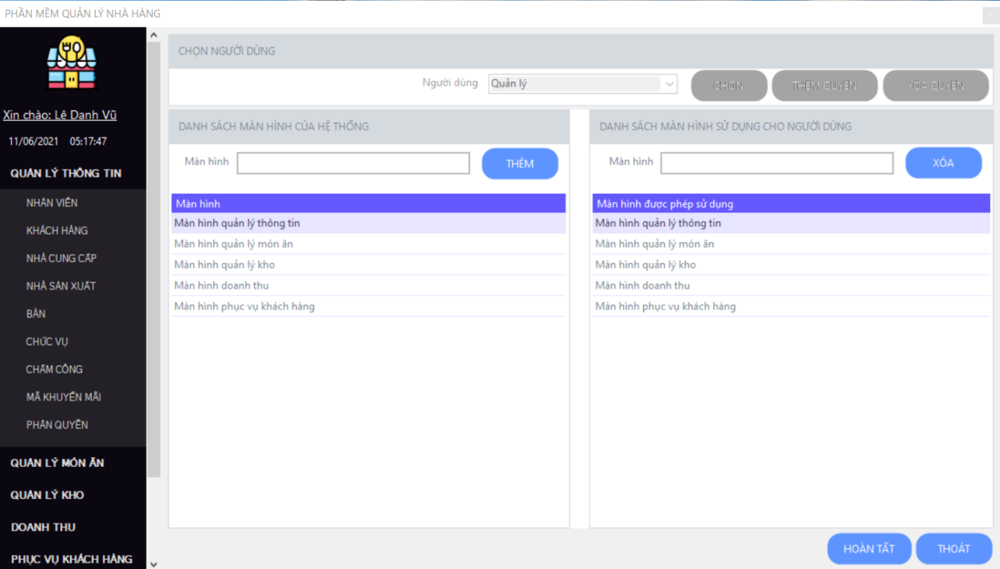 PHẦN MỀM QUẢN LÝ NHÀ HÀNG
Xin chào: Lê Danh Vũ
11/06/2021 05:17:47
QUẢN LÝ THÔNG TIN
NHÂN VIÊN
KHÁCH HÀNG
NHÀ CUNG CẤP
NHÀ SẢN XUẤT
BÀN
CHỨC VỤ
CHẤM CÔNG
MÃ KHUYẾN MÃI
PHÂN QUYỀN
QUẢN LÝ MÓN ĂN
QUẢN LÝ KHO
DOANH THU
PHỤC VỤ KHÁCH HÀNG
CHỌN NGƯỜI DÙNG
Người dùng Quản lý CHỌN THÊM QUYỀN XÓA QUYỀN
DANH SÁCH MÀN HÌNH CỦA HỆ THỐNG
Màn hình THÊM
Màn hình
Màn hình quản lý thông tin
Màn hình quản lý món ăn
Màn hình quản lý kho
Màn hình doanh thu
Màn hình phục vụ khách hàng
DANH SÁCH MÀN HÌNH SỬ DỤNG CHO NGƯỜI DÙNG
Màn hình XÓA
Màn hình được phép sử dụng
Màn hình quản lý thông tin
Màn hình quản lý món ăn
Màn hình quản lý kho
Màn hình doanh thu
Màn hình phục vụ khách hàng
HOÀN TẤT THOÁT